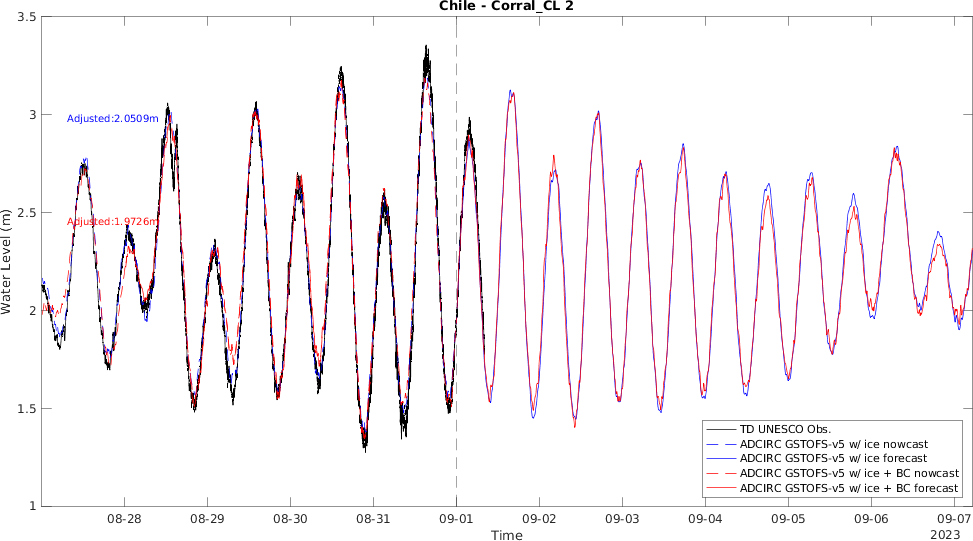 Chile - Corral_CL 2
3.5
3
2.5
2
1.5
1
Water Level (m)
Adjusted:2.0509m
Adjusted:1.9726m
TD UNESCO Obs.
ADCIRC GSTOFS-v5 w/ ice nowcast
ADCIRC GSTOFS-v5 w/ ice forecast
ADCIRC GSTOFS-v5 w/ ice + BC nowcast
ADCIRC GSTOFS-v5 w/ ice + BC forecast
08-28 08-29 08-30 08-31 09-01 09-02 09-03 09-04 09-05 09-06 09-07
Time
2023